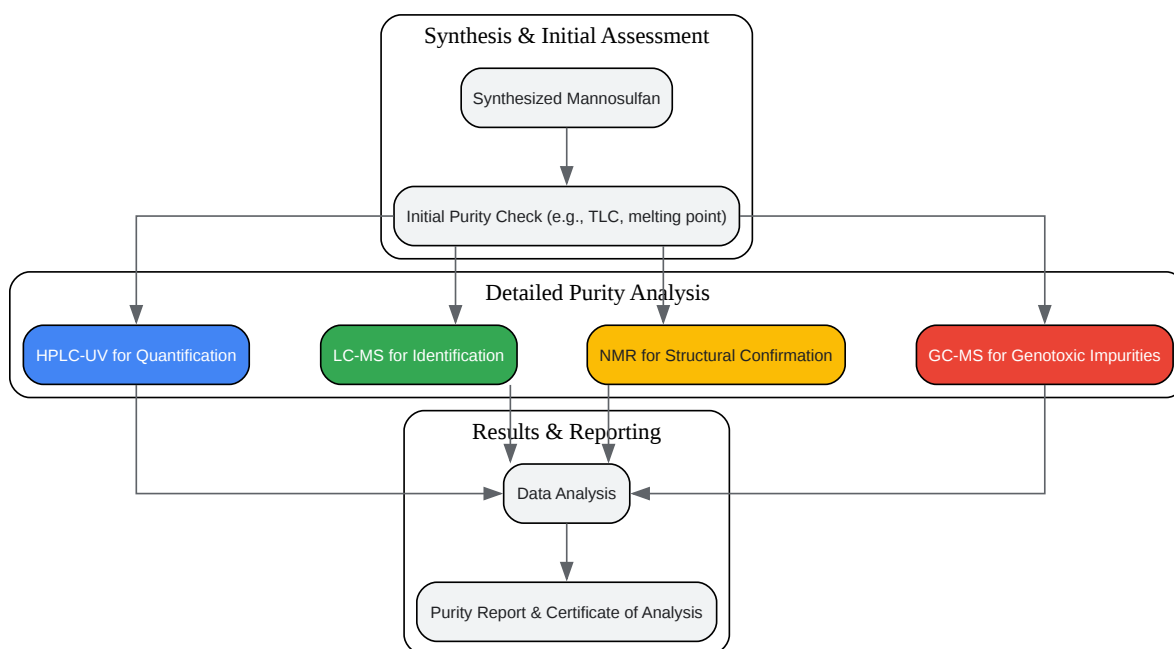 Synthesis & Initial Assessment
Synthesized Mannosulfan
Initial Purity Check (e.g., TLC, melting point)
Detailed Purity Analysis
HPLC-UV for Quantification
LC-MS for Identification
NMR for Structural Confirmation
GC-MS for Genotoxic Impurities
Results & Reporting
Data Analysis
Purity Report & Certificate of Analysis